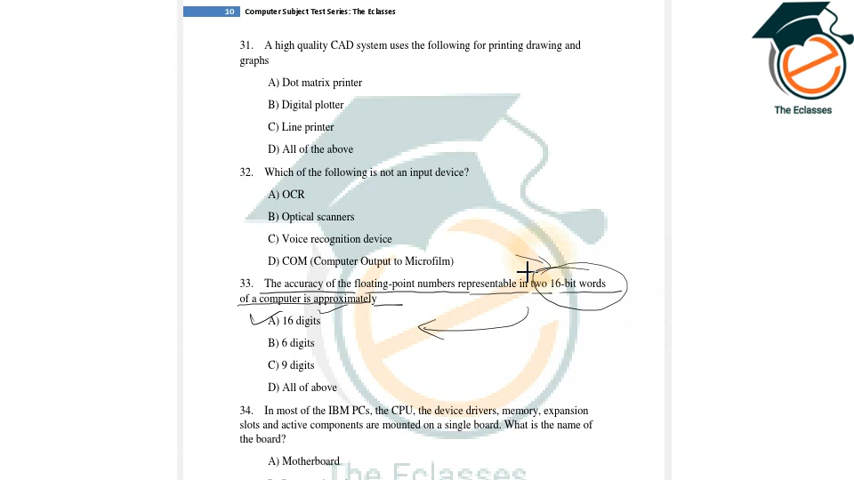 10 Computer Subject Test Series: The Eclasses
31. A high quality CAD system uses the following for printing drawing and
graphs
A) Dot matrix printer
B) Digital plotter
C) Line printer
D) All of the above
32. Which of the following is not an input device?
A) OCR
B) Optical scanners
C) Voice recognition device
D) COM (Computer Output to Microfilm)
33. The accuracy of the floating-point numbers representable in two 16-bit words
of a computer is approximately
A) 16 digits
B) 6 digits
C) 9 digits
D) All of above
34. In most of the IBM PCs, the CPU, the device drivers, memory, expansion
slots and active components are mounted on a single board. What is the name of
the board?
A) Motherboard
The Eclasses
The Eclasses